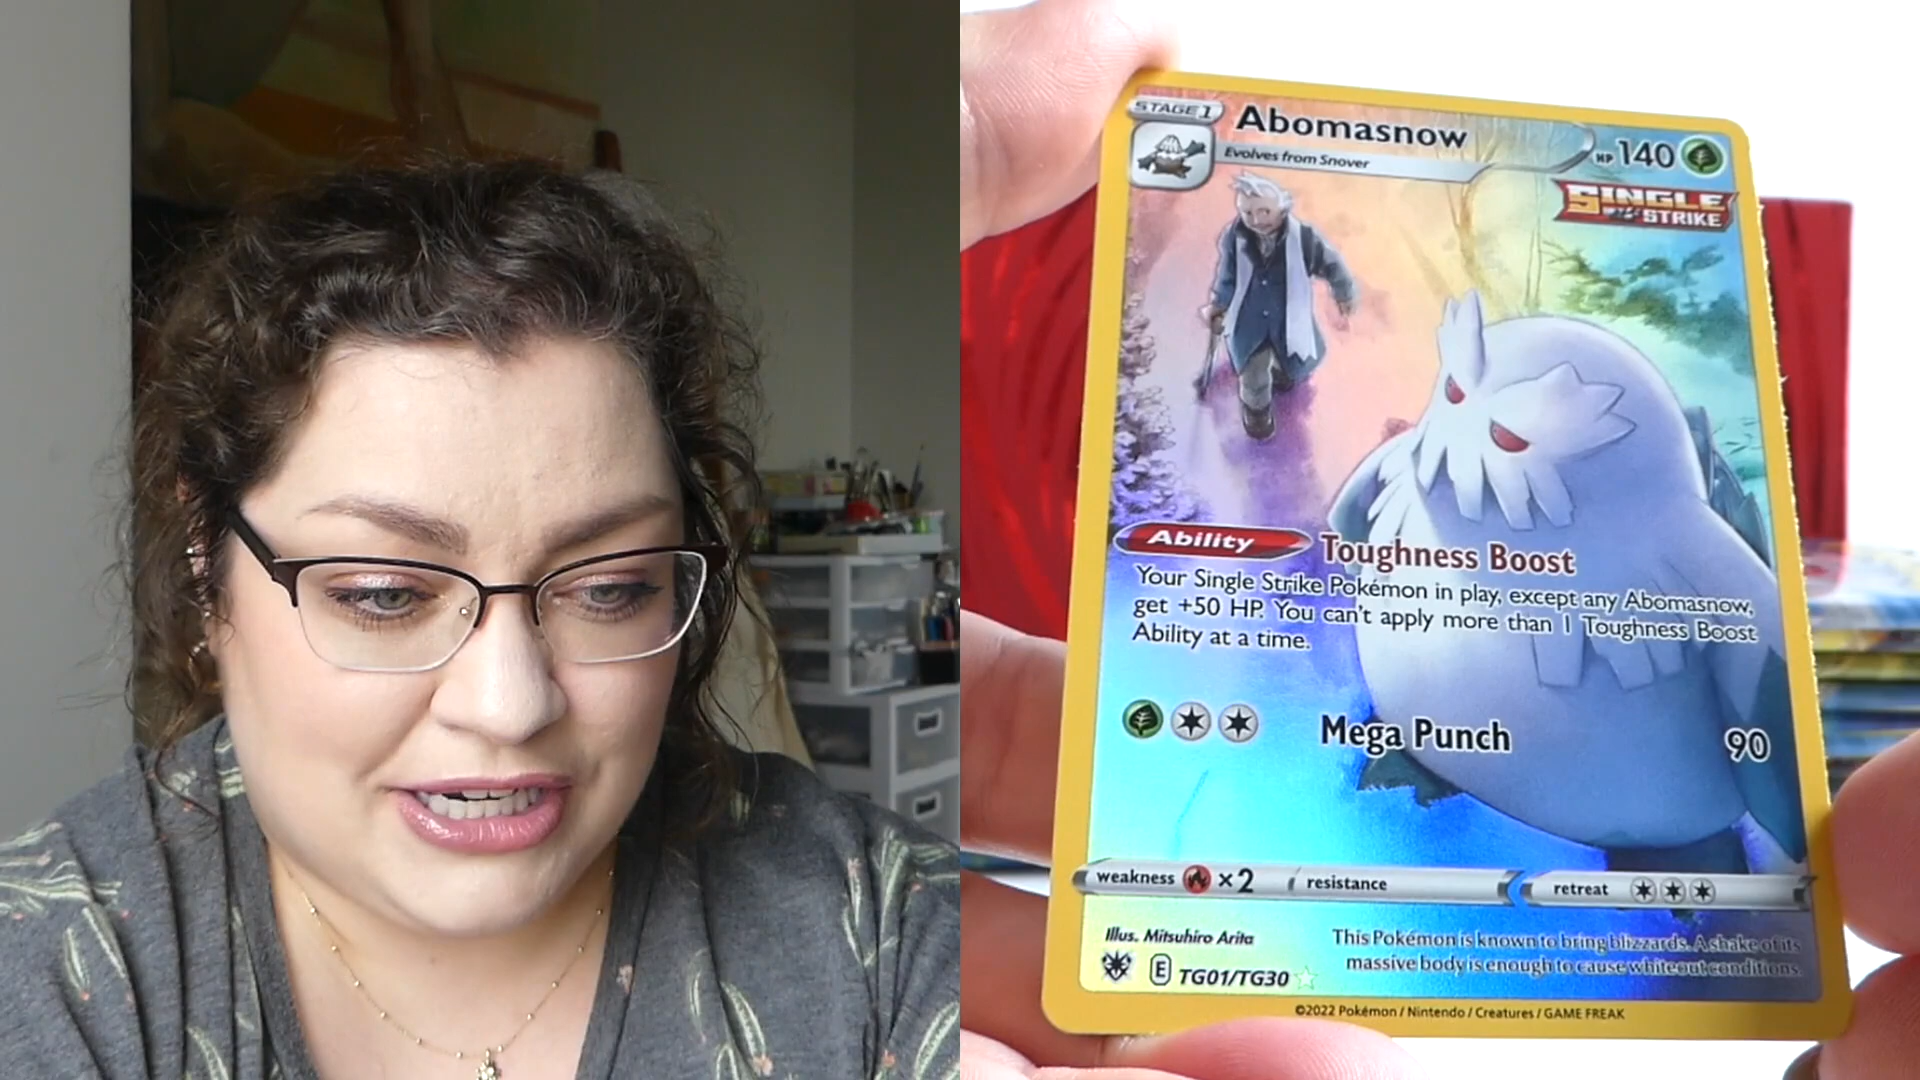 STAGE 1
Abomasnow
HP 140
Evolves from Snover
SINGLE
STRIKE
Ability Toughness Boost
Your Single Strike Pokémon in play, except any Abomasnow,
get +50 HP. You can't apply more than 1 Toughness Boost
Ability at a time.
Mega Punch 90
weakness ×2 resistance retreat
Illus. Mitsuhiro Arita
This Pokémon is known to bring blizzards. A shake of its
massive body is enough to cause whiteout conditions.
E TG01/TG30
©2022 Pokémon / Nintendo / Creatures / GAME FREAK